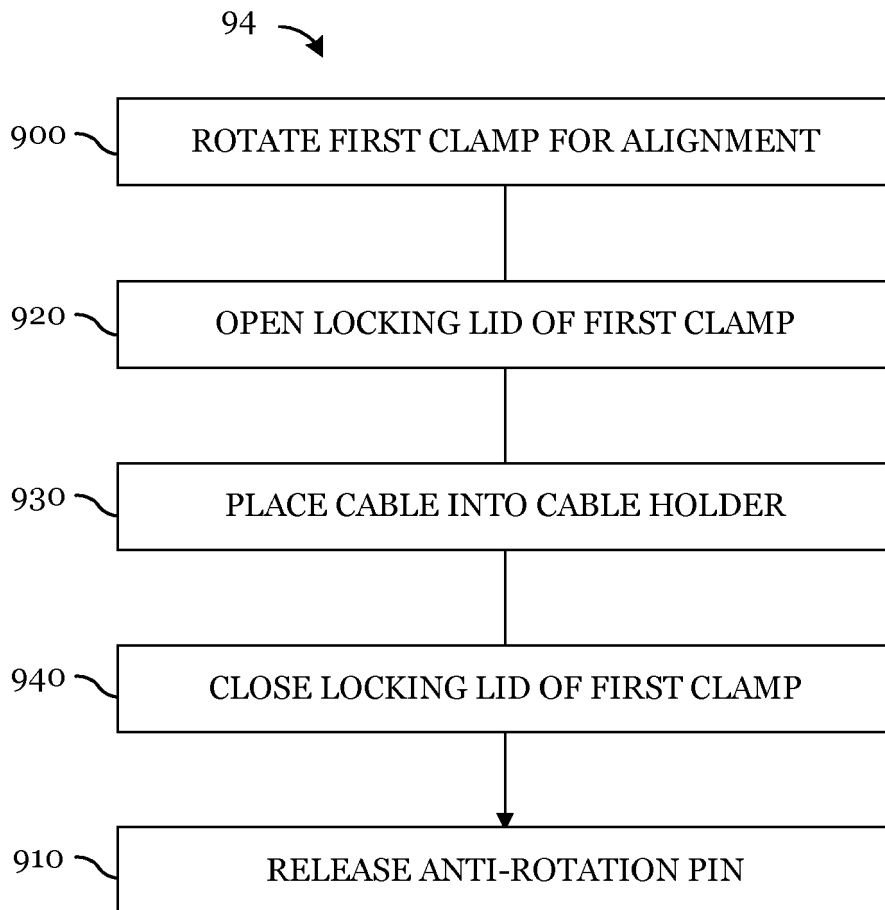 94
900
ROTATE FIRST CLAMP FOR ALIGNMENT
920
OPEN LOCKING LID OF FIRST CLAMP
930
PLACE CABLE INTO CABLE HOLDER
940
CLOSE LOCKING LID OF FIRST CLAMP
910
RELEASE ANTI-ROTATION PIN